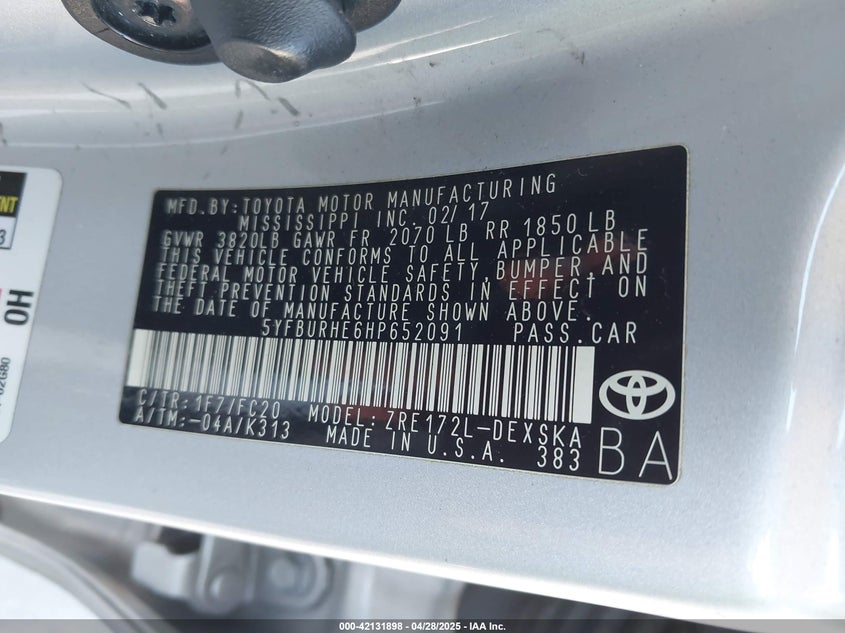 MFD.BY:TOYOTA MOTOR MANUFACTURING
MISSISSIPPI INC. 02/17
GVWR 3820LB GAWR FR 2070 LB RR 1850 LB
THIS VEHICLE CONFORMS TO ALL APPLICABLE
FEDERAL MOTOR VEHICLE SAFETY,BUMPER,AND
THEFT PREVENTION STANDARDS IN EFFECT ON
THE DATE OF MANUFACTURE SHOWN ABOVE.
5YFBURHE6HP652091 PASS.CAR
C/TR:1F7/FC20 MODEL:ZRE172L-DEXSKA
A/TM:-04A/K313 MADE IN U.S.A. 383
BA
OH
000-42131898 - 04/28/2025 - IAA Inc.